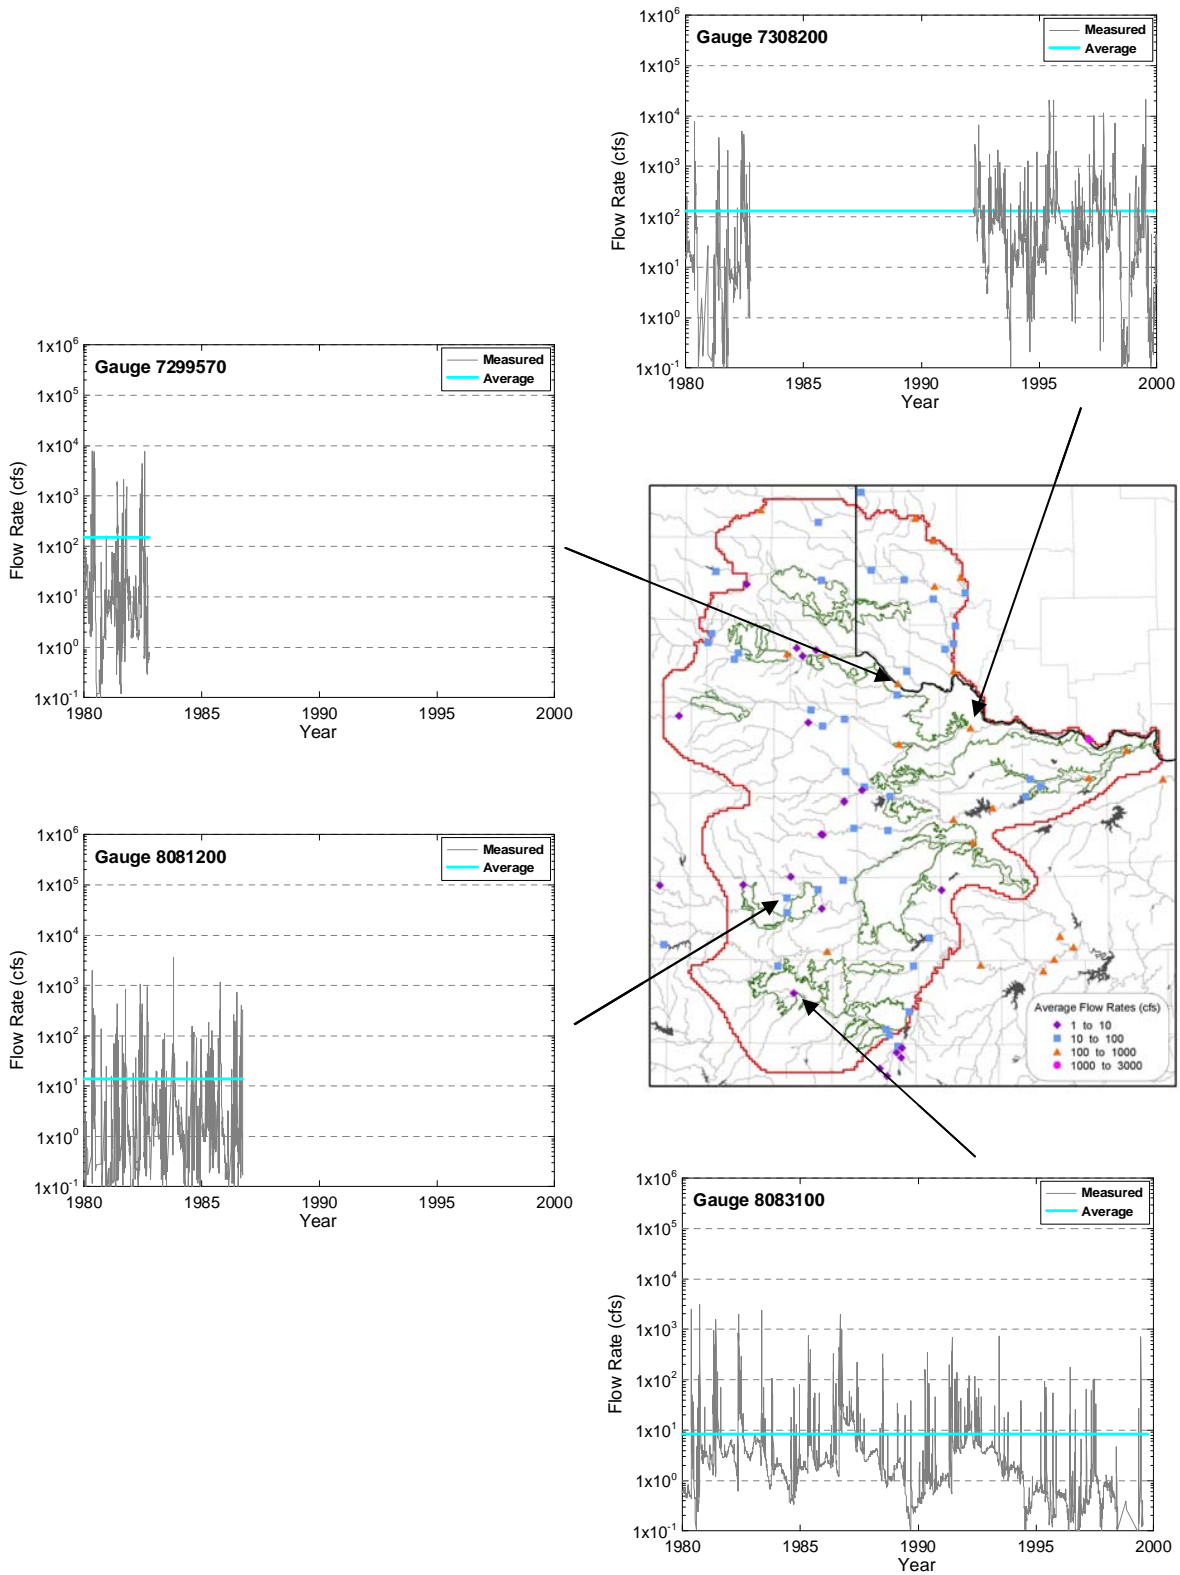 Gauge 7308200
Measured
Average
1x10⁶
1x10⁵
1x10⁴
1x10³
1x10²
1x10¹
1x10⁰
1x10⁻¹
Flow Rate (cfs)
1980
1985
1990
1995
2000
Year
Gauge 7299570
Measured
Average
1x10⁶
1x10⁵
1x10⁴
1x10³
1x10²
1x10¹
1x10⁰
1x10⁻¹
Flow Rate (cfs)
1980
1985
1990
1995
2000
Year
Gauge 8081200
Measured
Average
1x10⁶
1x10⁵
1x10⁴
1x10³
1x10²
1x10¹
1x10⁰
1x10⁻¹
Flow Rate (cfs)
1980
1985
1990
1995
2000
Year
Average Flow Rates (cfs)
1 to 10
10 to 100
100 to 1000
1000 to 3000
Gauge 8083100
Measured
Average
1x10⁶
1x10⁵
1x10⁴
1x10³
1x10²
1x10¹
1x10⁰
1x10⁻¹
Flow Rate (cfs)
1980
1985
1990
1995
2000
Year